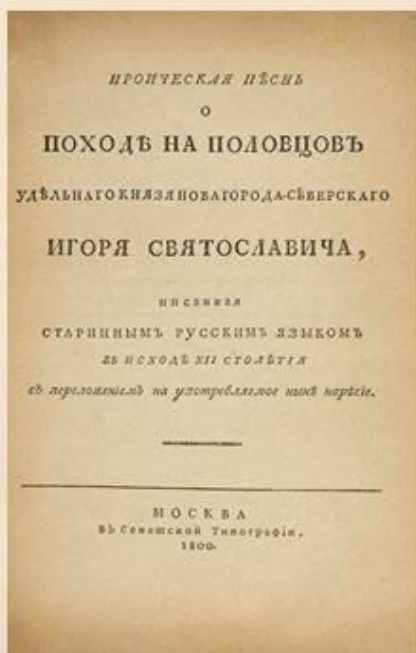 ИРОИЧЕСКАЯ ПѢСНЬ
О
ПОХОДѢ НА ПОЛОВЦОВЪ
УДѢЛЬНАГО КНЯЗЯ НОВАГОРОДА-СѢВЕРСКАГО
ИГОРЯ СВЯТОСЛАВИЧА,
писанная
СТАРИННЫМЪ РУССКИМЪ ЯЗЫКОМЪ
ВЪ ИСХОДѢ XII СТОЛѢТІЯ
съ переложеніемъ на употребляемое нынѣ нарѣчіе.
МОСКВА
Въ Сенатской Типографіи,
1800.